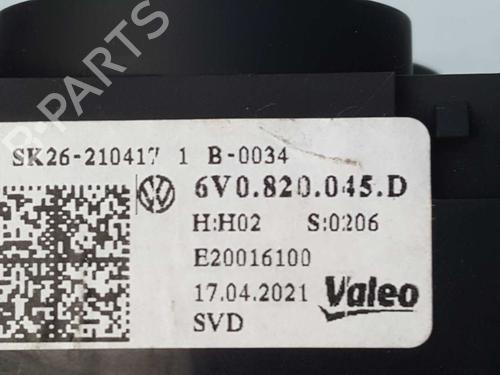 B-PARTS
SK26-210417 1 B-0034
6V0.820.045.D
H:H02 S:0206
E20016100
17.04.2021 Valeo
SVD